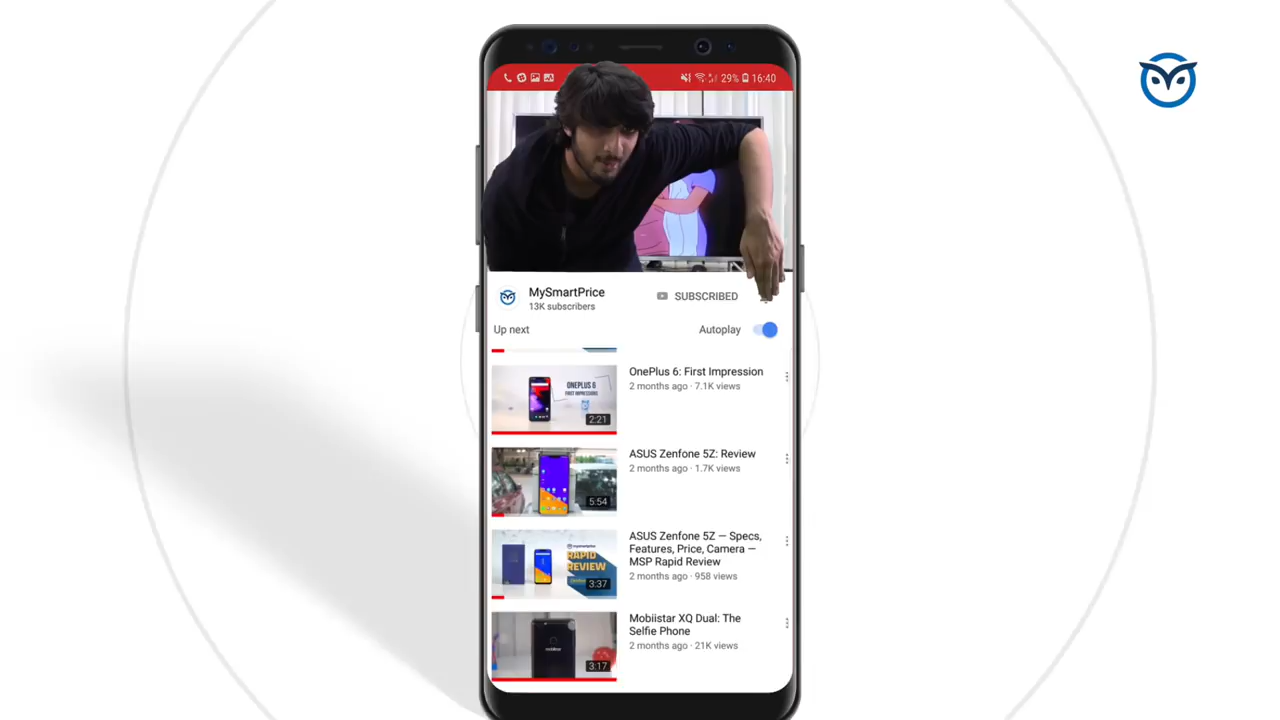 29% 16:40
MySmartPrice
SUBSCRIBED
13K subscribers
Up next
Autoplay
OnePlus 6: First Impression
2 months ago · 7.1K views
ONEPLUS 6
FIRST IMPRESSIONS
2:21
ASUS Zenfone 5Z: Review
2 months ago · 1.7K views
5:54
ASUS Zenfone 5Z — Specs,
Features, Price, Camera —
MSP Rapid Review
2 months ago · 958 views
mysmartprice
RAPID
REVIEW
3:37
Mobiistar XQ Dual: The
Selfie Phone
2 months ago · 21K views
mobiistar
3:17